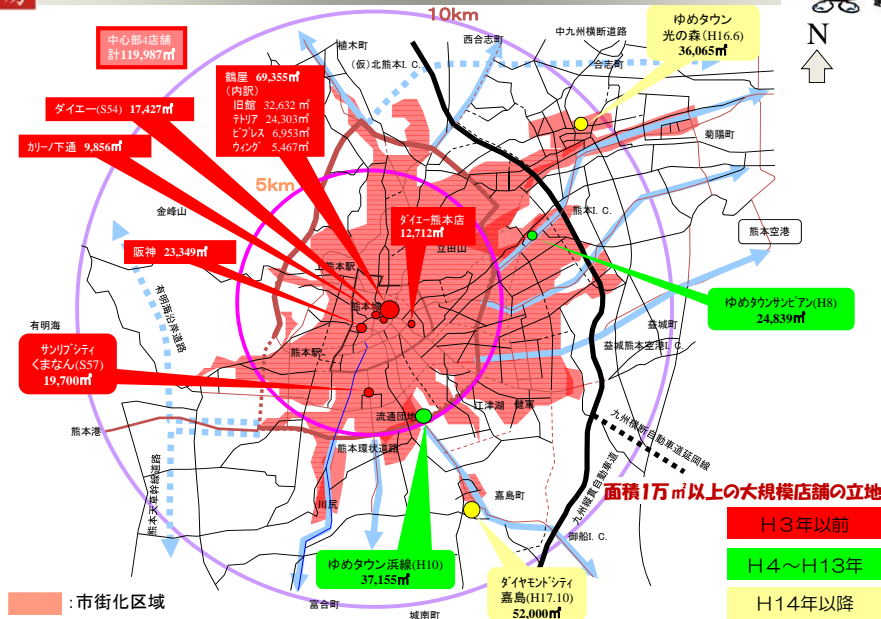 10km
N
中心部4店舗
計119,987㎡
植木町
西合志町
中九州横断道路
ゆめタウン
光の森(H16.6)
36,065㎡
(仮)北熊本I.C.
合志町
鶴屋 69,355㎡
(内訳)
旧館 32,632㎡
テトリア 24,303㎡
ビプレス 6,953㎡
ウィング 5,467㎡
ダイエー(S54) 17,427㎡
カリーノ下通 9,856㎡
菊陽町
5km
金峰山
熊本I.C.
ダイエー熊本店
12,712㎡
立田山
熊本空港
阪神 23,349㎡
上熊本駅
有明海沿岸道路
熊本城
ゆめタウンサンピアン(H8)
24,839㎡
有明海
益城町
益城熊本空港I.C.
サンリブシティ
くまなん(S57)
19,700㎡
熊本駅
江津湖
健軍
流通団地
熊本港
熊本環状道路
九州横断自動車道延岡線
熊本天草幹線道路
九州縦貫自動車道
面積1万㎡以上の大規模店舗の立地
嘉島町
川尻
御船I.C.
H3年以前
H4～H13年
H14年以降
ゆめタウン浜線(H10)
37,155㎡
ダイヤモンドシティ
嘉島(H17.10)
52,000㎡
:市街化区域
富合町
城南町